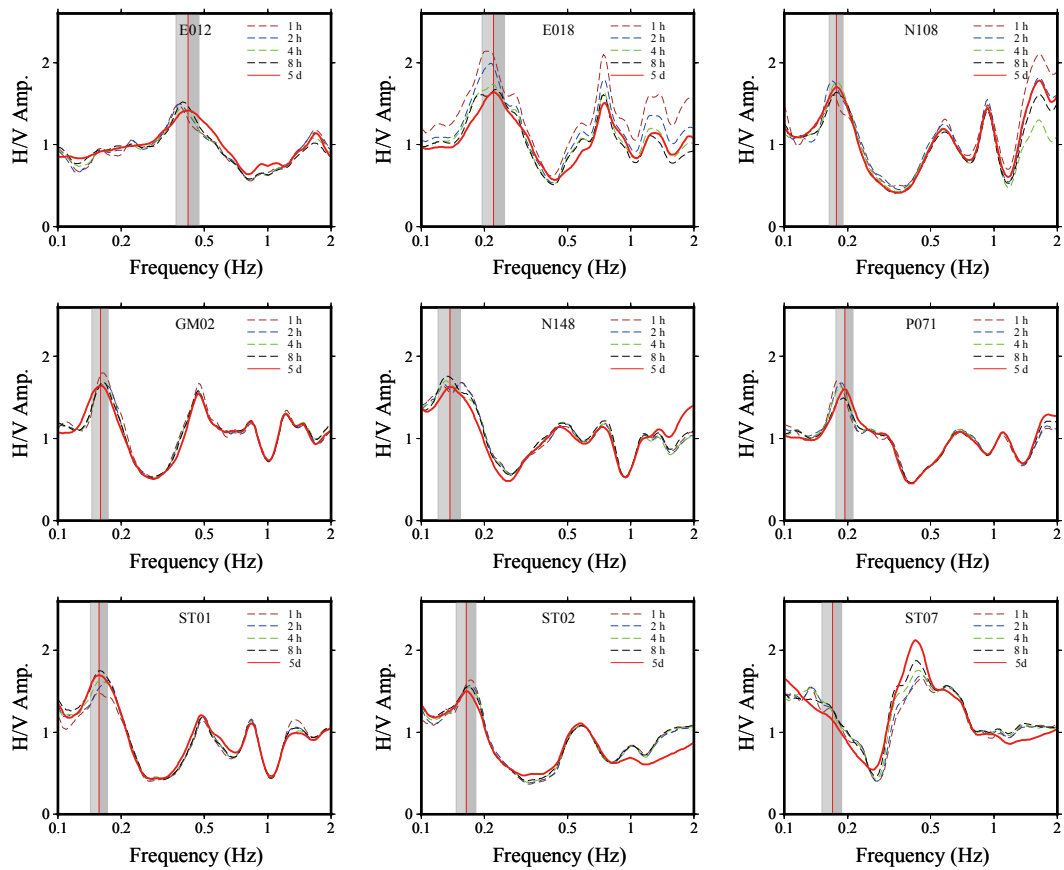 E012
1 h
2 h
4 h
8 h
5 d
H/V Amp.
2
1
0
0.1 0.2 0.5 1 2
Frequency (Hz)
E018
1 h
2 h
4 h
8 h
5 d
H/V Amp.
2
1
0
0.1 0.2 0.5 1 2
Frequency (Hz)
N108
1 h
2 h
4 h
8 h
5 d
H/V Amp.
2
1
0
0.1 0.2 0.5 1 2
Frequency (Hz)
GM02
1 h
2 h
4 h
8 h
5 d
H/V Amp.
2
1
0
0.1 0.2 0.5 1 2
Frequency (Hz)
N148
1 h
2 h
4 h
8 h
5 d
H/V Amp.
2
1
0
0.1 0.2 0.5 1 2
Frequency (Hz)
P071
1 h
2 h
4 h
8 h
5 d
H/V Amp.
2
1
0
0.1 0.2 0.5 1 2
Frequency (Hz)
ST01
1 h
2 h
4 h
8 h
5d
H/V Amp.
2
1
0
0.1 0.2 0.5 1 2
Frequency (Hz)
ST02
1 h
2 h
4 h
8 h
5 d
H/V Amp.
2
1
0
0.1 0.2 0.5 1 2
Frequency (Hz)
ST07
1 h
2 h
4 h
8 h
5 d
H/V Amp.
2
1
0
0.1 0.2 0.5 1 2
Frequency (Hz)